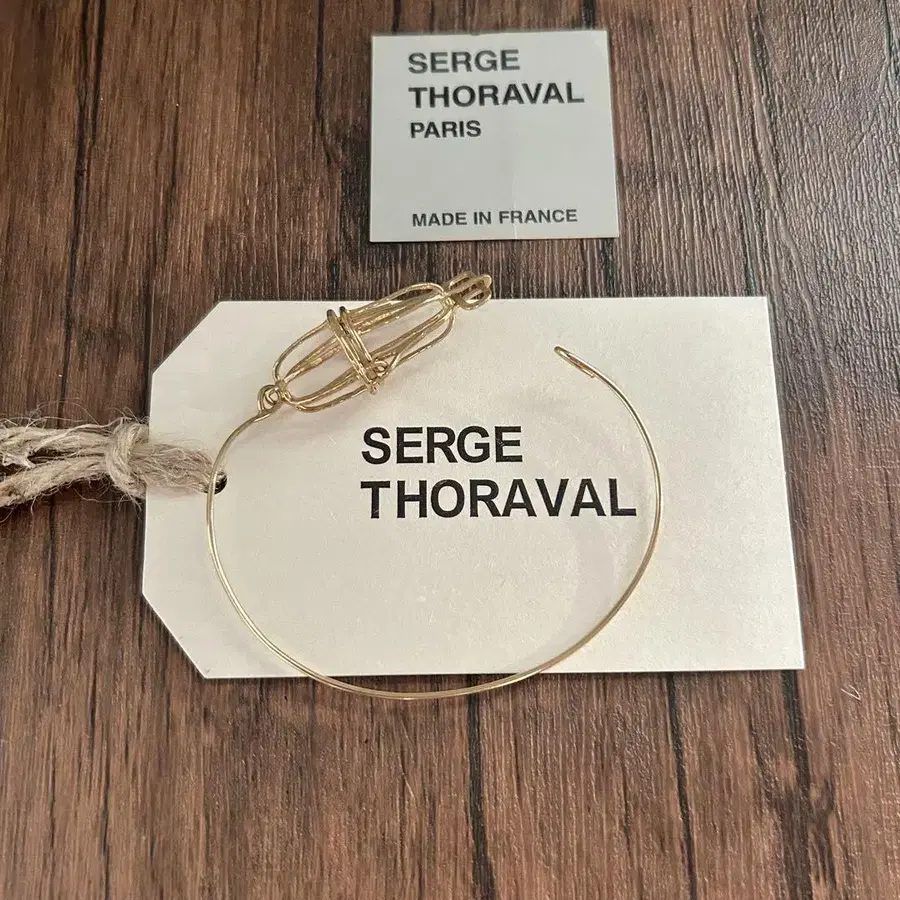 SERGE
THORAVAL
PARIS
MADE IN FRANCE
SERGE
THORAVAL